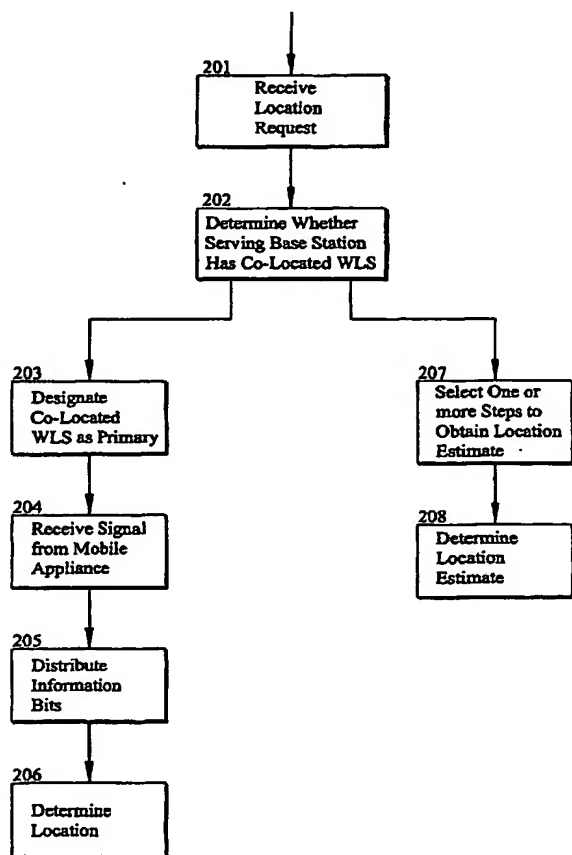 201
Receive
Location
Request
202
Determine Whether
Serving Base Station
Has Co-Located WLS
203
Designate
Co-Located
WLS as Primary
204
Receive Signal
from Mobile
Appliance
205
Distribute
Information
Bits
206
Determine
Location
207
Select One or
more Steps to
Obtain Location
Estimate
208
Determine
Location
Estimate